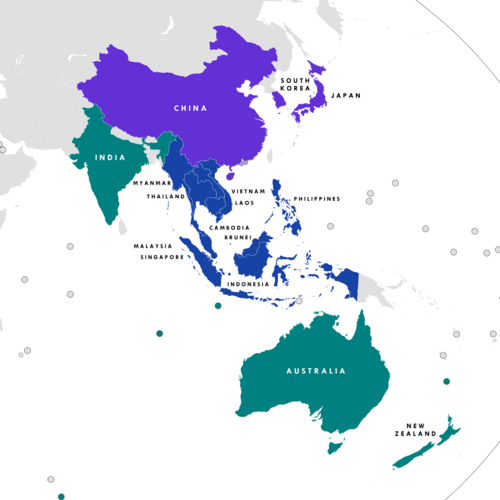 SOUTH
KOREA
JAPAN
CHINA
INDIA
MYANMAR
VIETNAM
THAILAND
LAOS
PHILIPPINES
CAMBODIA
BRUNEI
MALAYSIA
SINGAPORE
INDONESIA
AUSTRALIA
NEW
ZEALAND